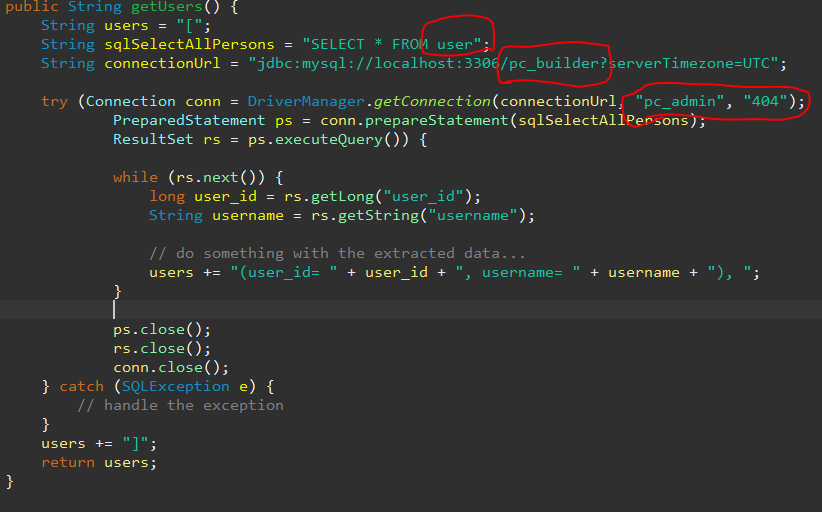 public String getUsers() {
String users = "[";
String sqlSelectAllPersons = "SELECT * FROM user";
String connectionUrl = "jdbc:mysql://localhost:3306/pc_builder?serverTimezone=UTC";
try (Connection conn = DriverManager.getConnection(connectionUrl, "pc_admin", "404");
PreparedStatement ps = conn.prepareStatement(sqlSelectAllPersons);
ResultSet rs = ps.executeQuery()) {
while (rs.next()) {
long user_id = rs.getLong("user_id");
String username = rs.getString("username");
// do something with the extracted data...
users += "(user_id= " + user_id + ", username= " + username + "), ";
}
ps.close();
rs.close();
conn.close();
} catch (SQLException e) {
// handle the exception
}
users += "]";
return users;
}